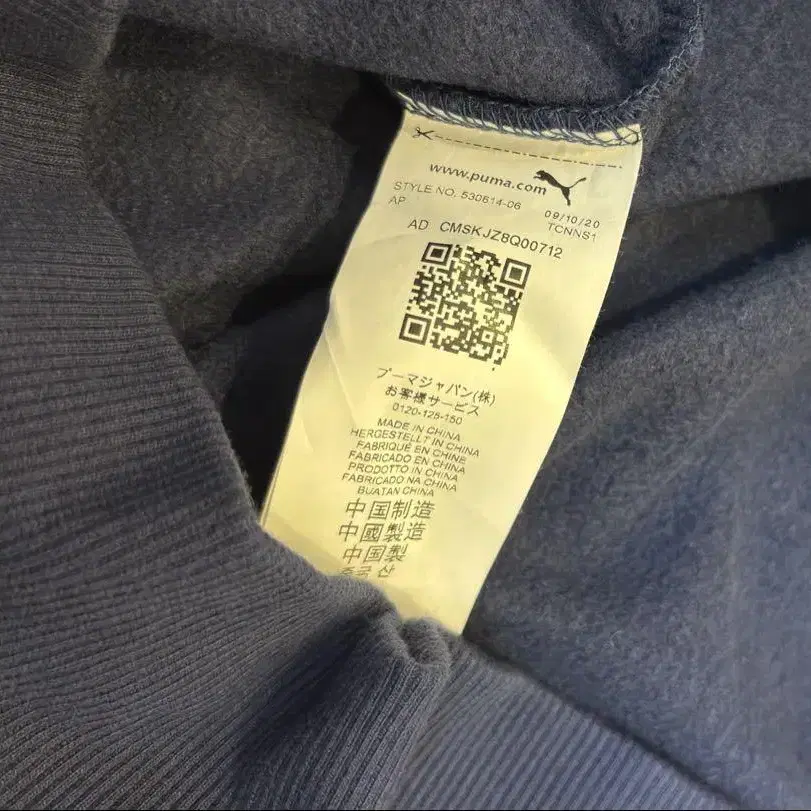 www.puma.com
STYLE NO. 530614-06 09/10/20
AP TCNNS1
AD CMSKJZ8Q00712
プーマジャパン(株)
お客様サービス
0120-125-150
MADE IN CHINA
HERGESTELLT IN CHINA
FABRIQUÉ EN CHINE
FABRICADO EN CHINA
PRODOTTO IN CHINA
FABRICADO NA CHINA
BUATAN CHINA
中国制造
中國製造
中国製
중국 산